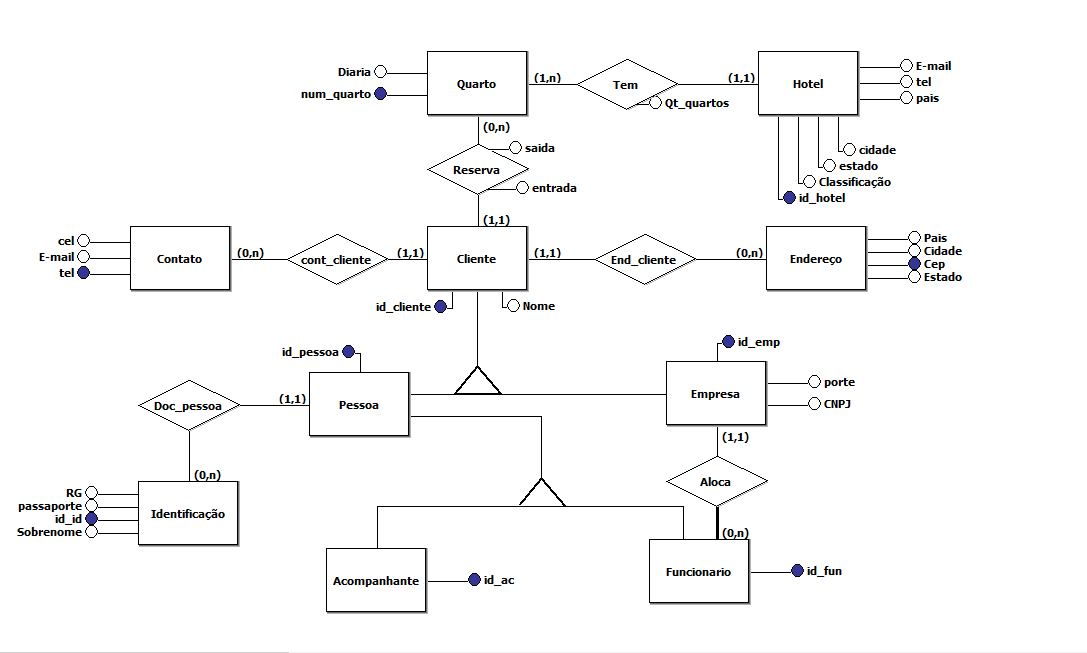 Diaria
num_quarto
Quarto
(1,n)
Tem
Qt_quartos
(1,1)
Hotel
E-mail
tel
pais
cidade
estado
Classificação
id_hotel
(0,n)
saida
Reserva
entrada
(1,1)
cel
E-mail
tel
Contato
(0,n)
cont_cliente
(1,1)
Cliente
(1,1)
End_cliente
(0,n)
Endereço
Pais
Cidade
Cep
Estado
id_cliente
Nome
id_pessoa
id_emp
Doc_pessoa
(1,1)
Pessoa
Empresa
porte
CNPJ
(1,1)
(0,n)
Aloca
RG
passaporte
id_id
Sobrenome
Identificação
(0,n)
Acompanhante
id_ac
Funcionario
id_fun